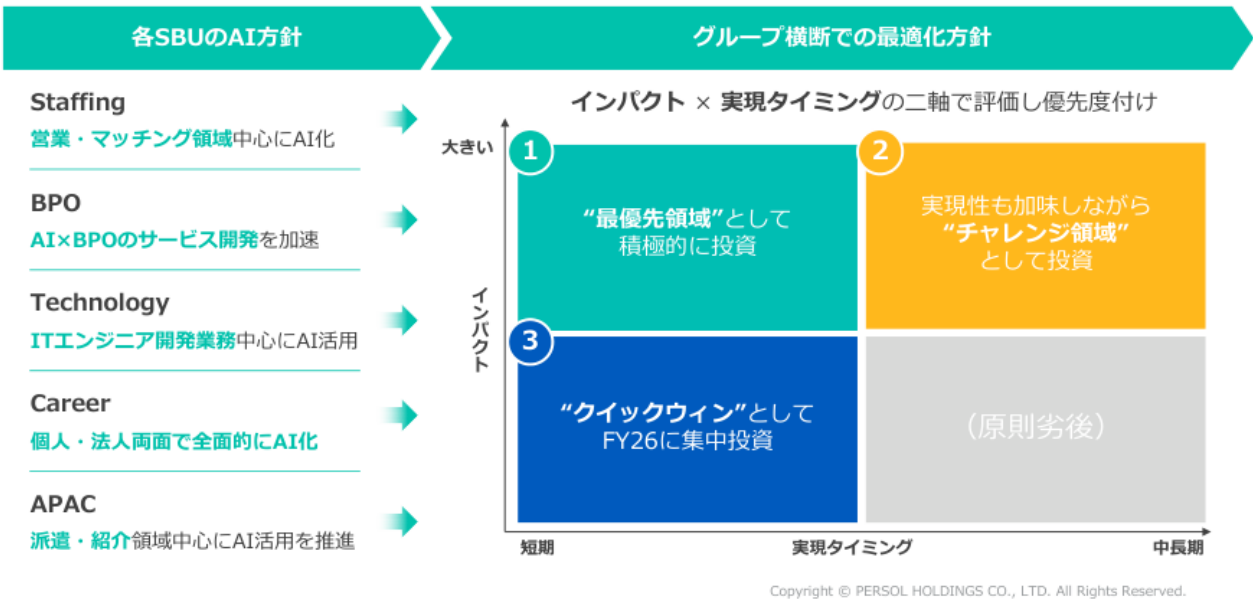 各SBUのAI方針
グループ横断での最適化方針
Staffing
営業・マッチング領域中心にAI化
BPO
AI×BPOのサービス開発を加速
Technology
ITエンジニア開発業務中心にAI活用
Career
個人・法人両面で全面的にAI化
APAC
派遣・紹介領域中心にAI活用を推進
インパクト × 実現タイミングの二軸で評価し優先度付け
大きい
インパクト
1
“最優先領域”として
積極的に投資
2
実現性も加味しながら
“チャレンジ領域”
として投資
3
“クイックウィン”として
FY26に集中投資
（原則劣後）
短期
実現タイミング
中長期
Copyright © PERSOL HOLDINGS CO., LTD. All Rights Reserved.